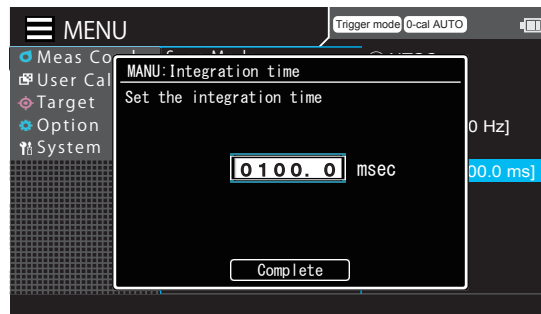 MENU
Trigger mode 0-cal AUTO
Meas Co
User Cal
Target
Option
System
MANU:Integration time
Set the integration time
0100. 0 msec
Complete
0 Hz]
00.0 ms]